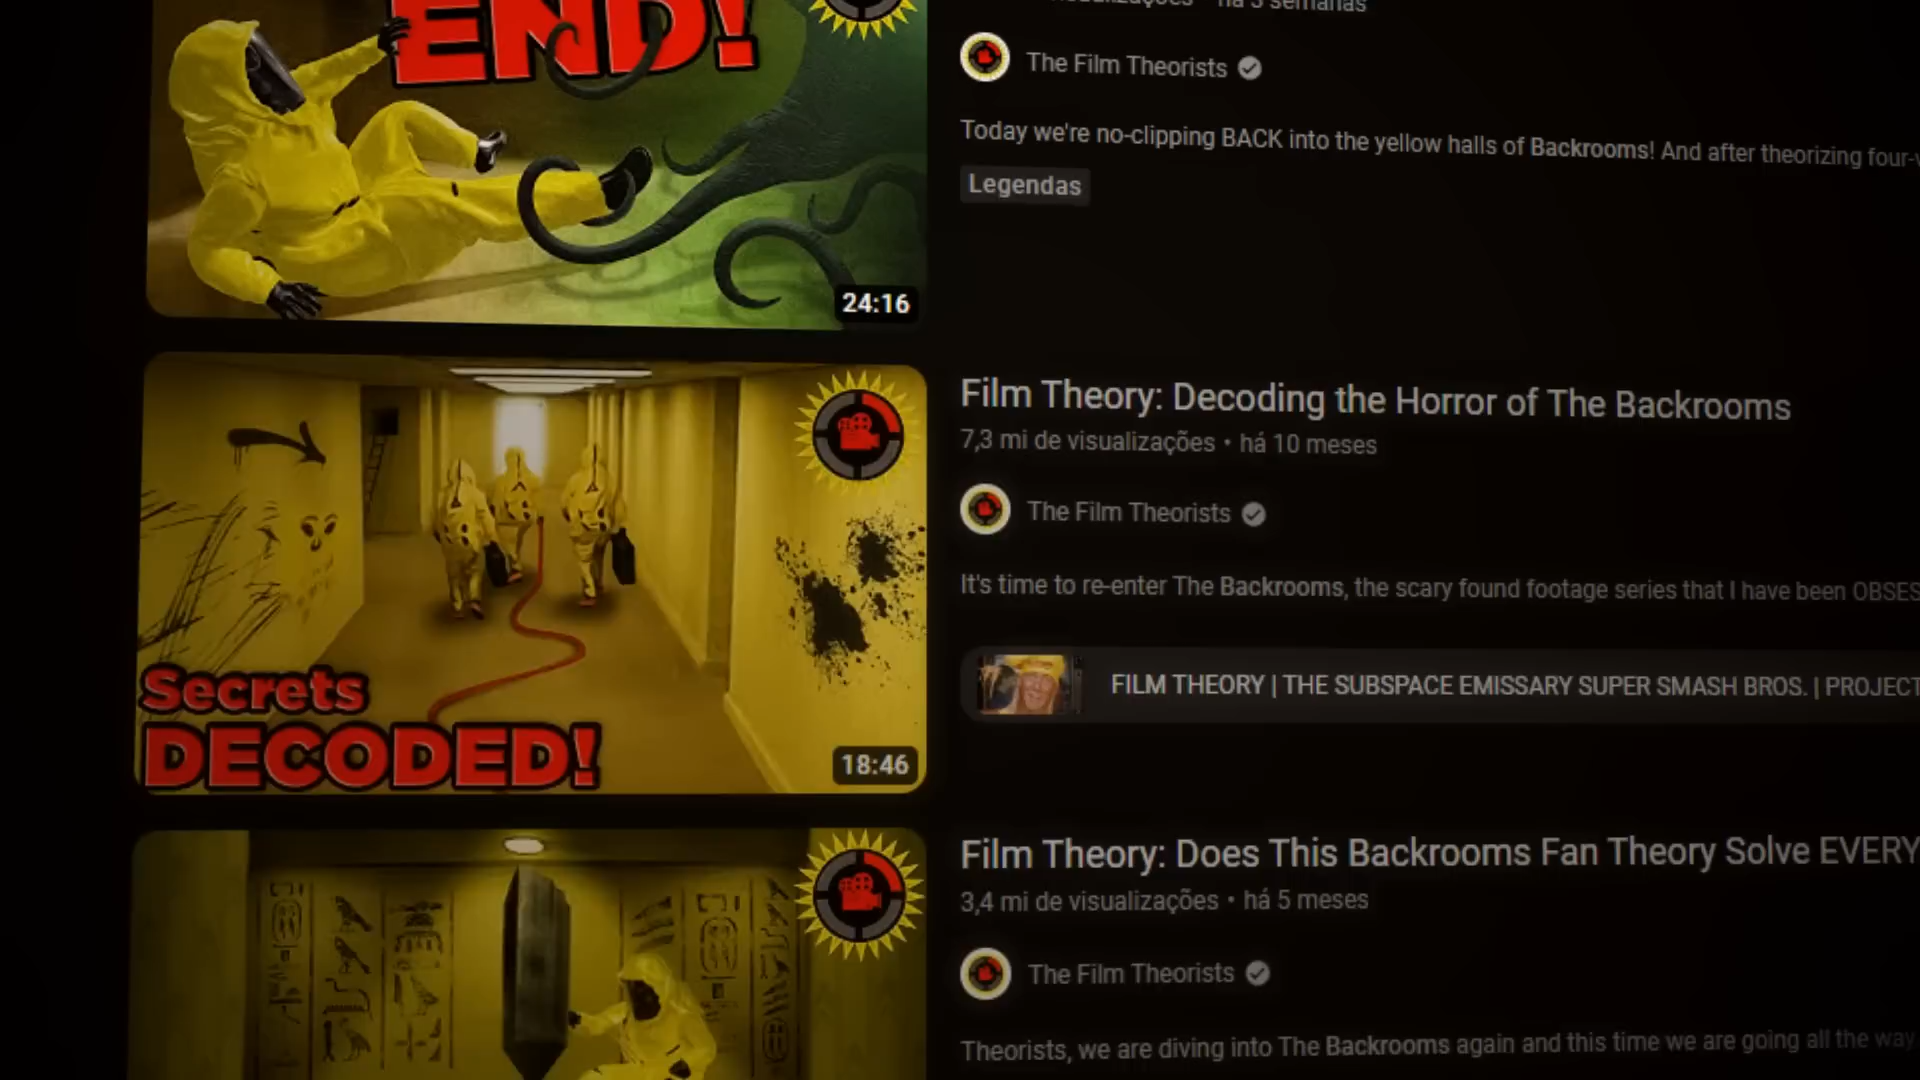 END!
há 3 semanas
The Film Theorists
Today we're no-clipping BACK into the yellow halls of Backrooms! And after theorizing
Legendas
24:16
Film Theory: Decoding the Horror of The Backrooms
7,3 mi de visualizações • há 10 meses
The Film Theorists
It's time to re-enter The Backrooms, the scary found footage series that I have been
FILM THEORY | THE SUBSPACE EMISSARY SUPER SMASH BROS. | PROJECT
Secrets
DECODED!
18:46
Film Theory: Does This Backrooms Fan Theory Solve
3,4 mi de visualizações • há 5 meses
The Film Theorists
Theorists, we are diving into The Backrooms again and this time we are going all the way